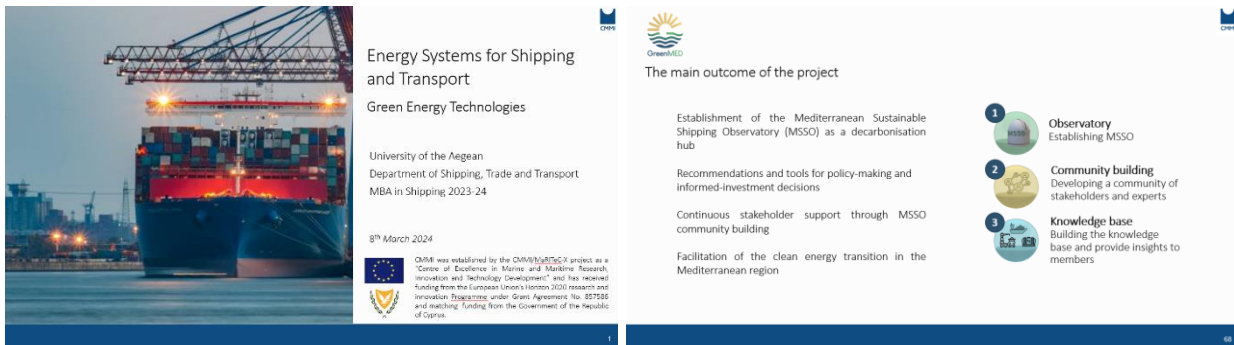 CMMI
Energy Systems for Shipping
and Transport
Green Energy Technologies
University of the Aegean
Department of Shipping, Trade and Transport
MBA in Shipping 2023-24
8th March 2024
CMMI was established by the CMMI/MaRITeC-X project as a
"Centre of Excellence in Marine and Maritime Research,
Innovation and Technology Development" and has received
funding from the European Union's Horizon 2020 research and
innovation Programme under Grant Agreement No. 857586
and matching funding from the Government of the Republic
of Cyprus.
1
GreenMED
CMMI
The main outcome of the project
Establishment of the Mediterranean Sustainable
Shipping Observatory (MSSO) as a decarbonisation
hub
Recommendations and tools for policy-making and
informed-investment decisions
Continuous stakeholder support through MSSO
community building
Facilitation of the clean energy transition in the
Mediterranean region
1
MSSO
Observatory
Establishing MSSO
2
Community building
Developing a community of
stakeholders and experts
3
Knowledge base
Building the knowledge
base and provide insights to
members
68